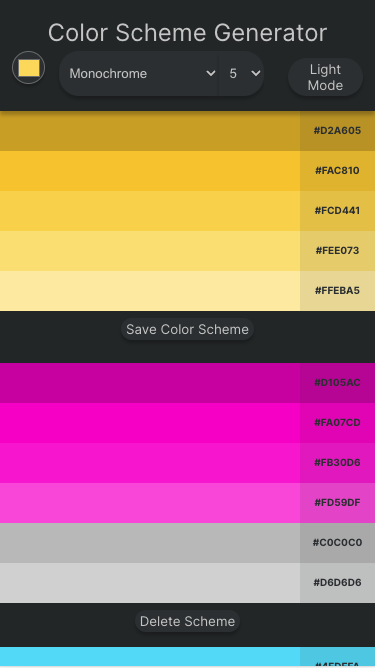 Color Scheme Generator
Monochrome
5
Light
Mode
#D2A605
#FAC810
#FCD441
#FEE073
#FFEBA5
Save Color Scheme
#D105AC
#FA07CD
#FB30D6
#FD59DF
#C0C0C0
#D6D6D6
Delete Scheme